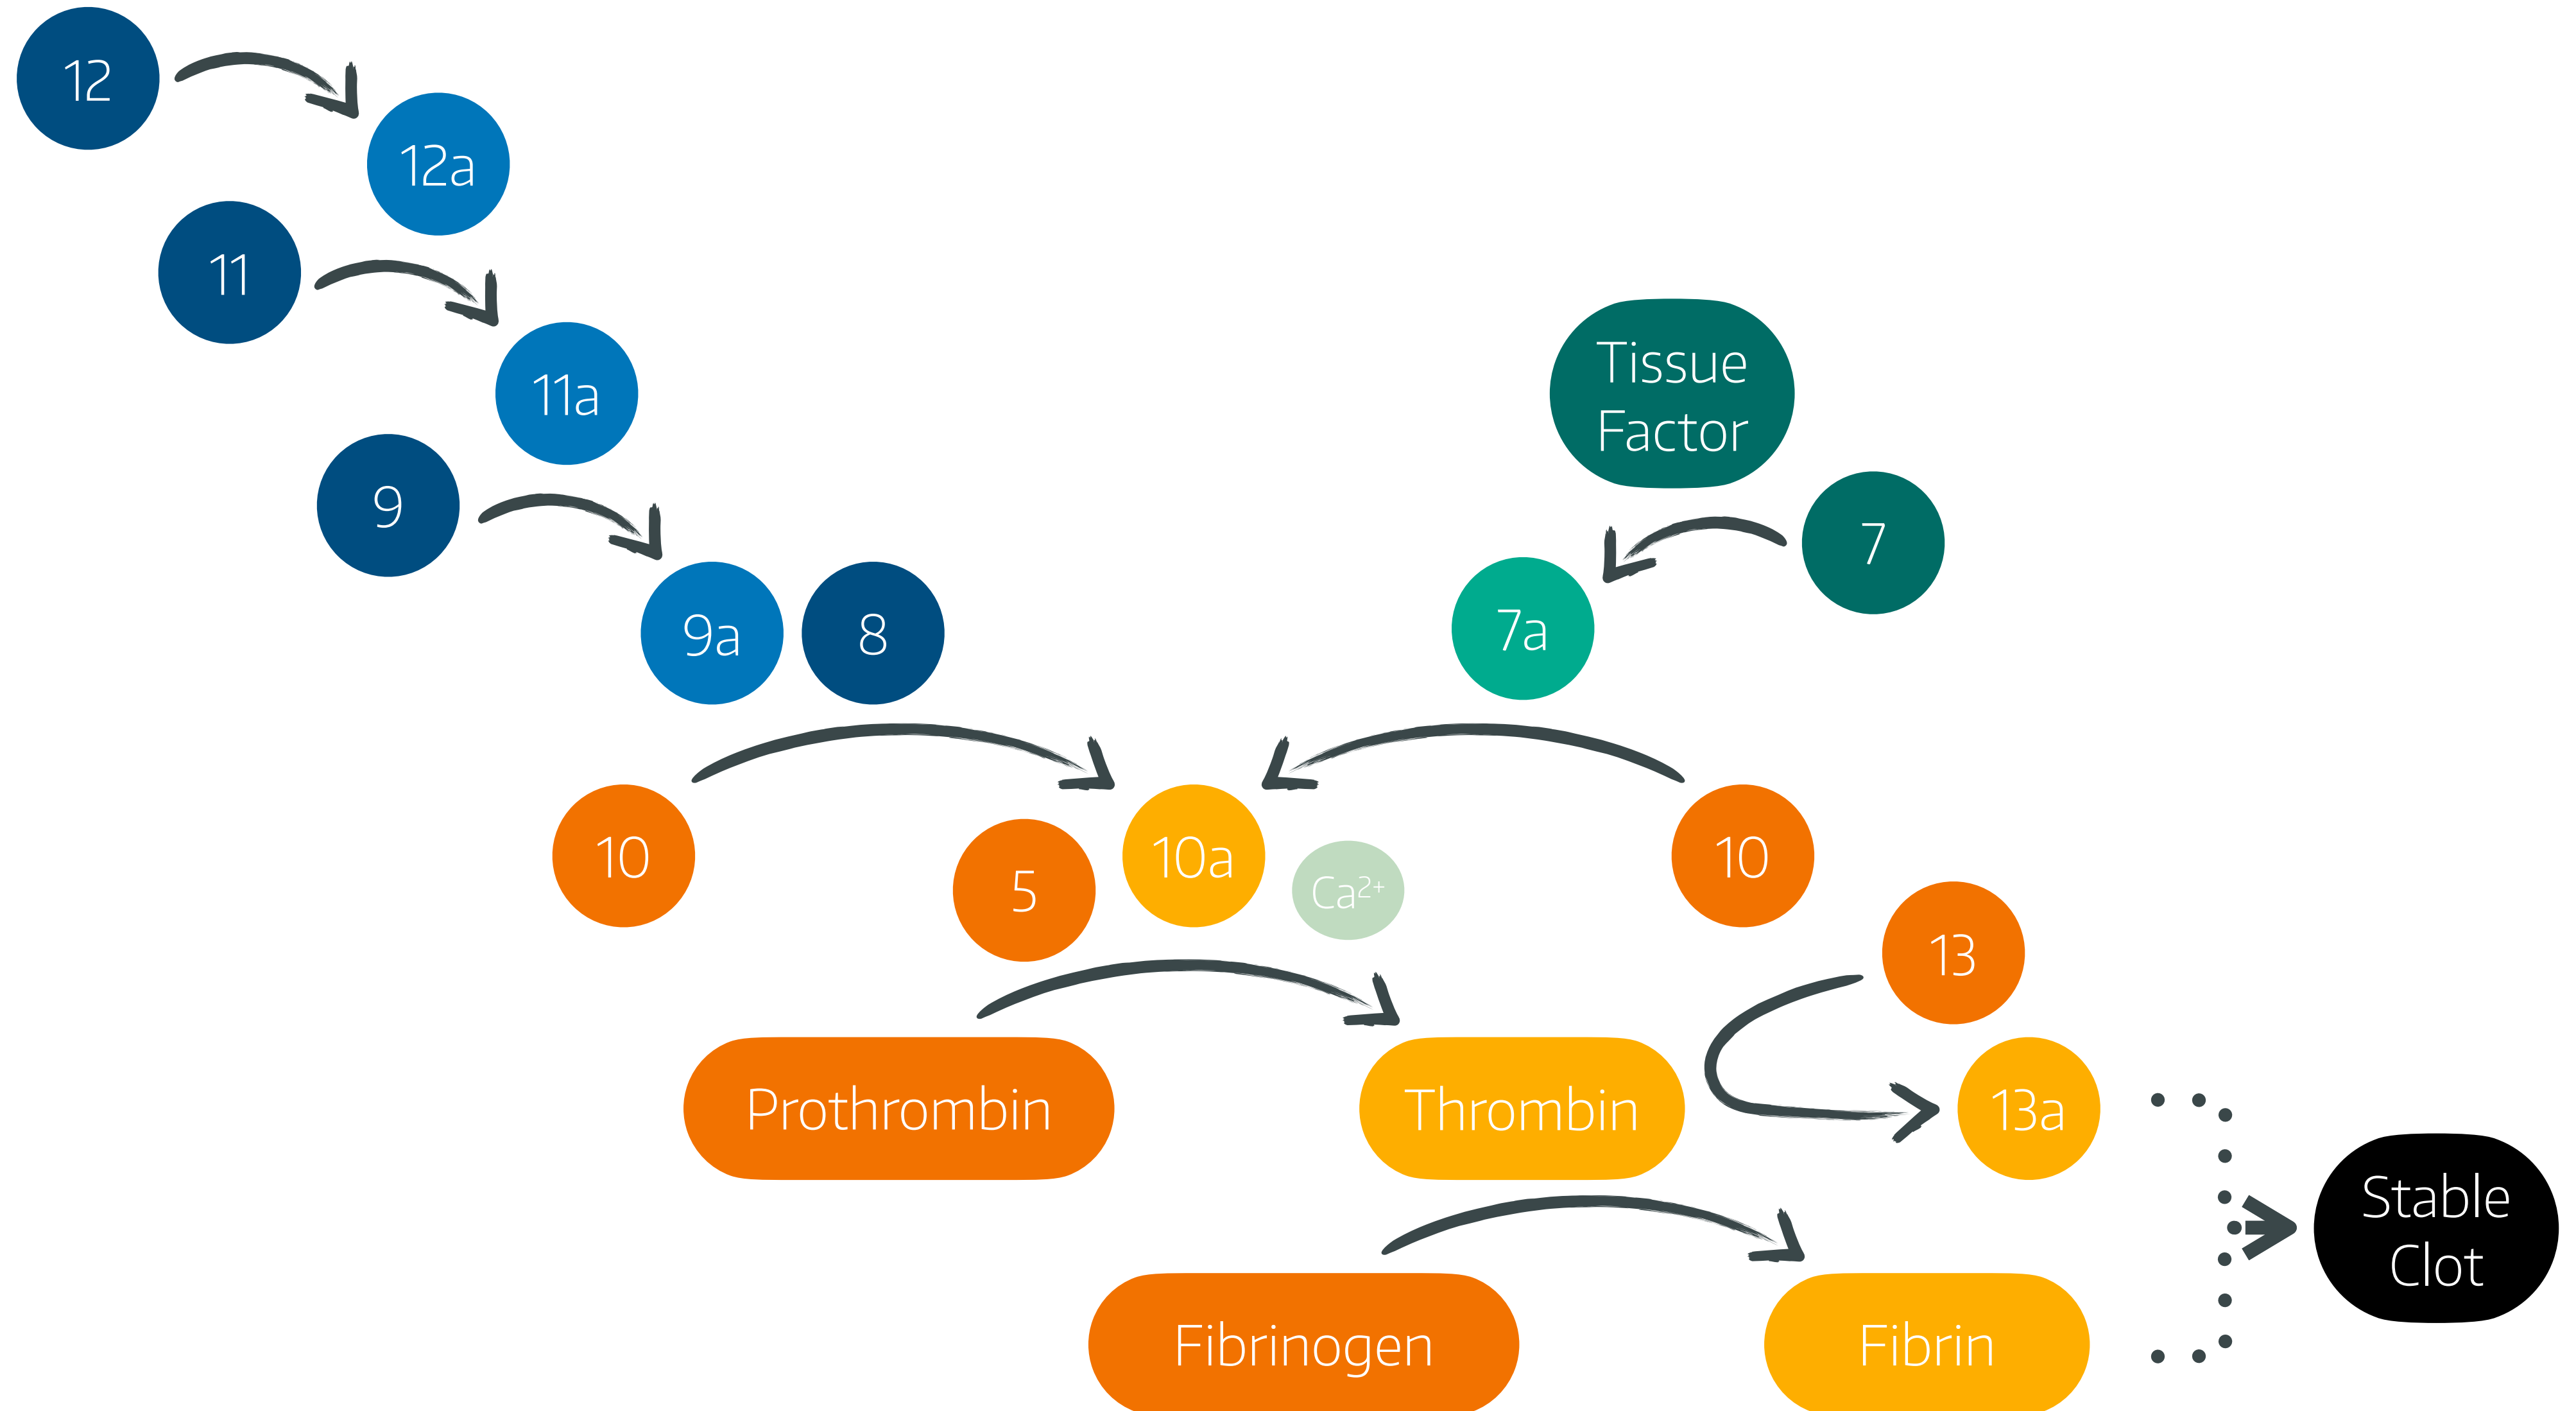 12
12a
11
11a
Tissue
Factor
9
7
9a
8
7a
10
5
10a
Ca²⁺
10
13
Prothrombin
Thrombin
13a
Stable
Clot
Fibrinogen
Fibrin